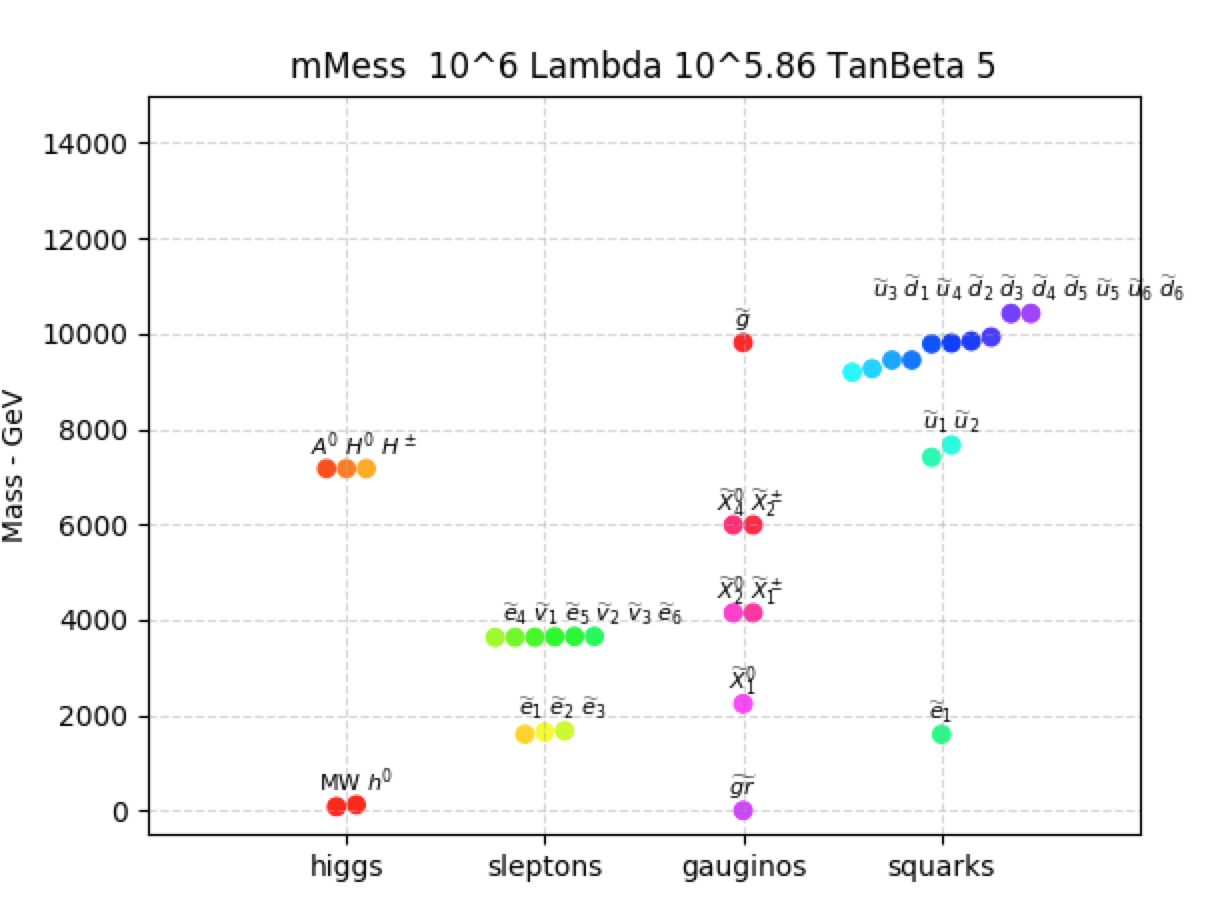 mMess 10^6 Lambda 10^5.86 TanBeta 5
Mass - GeV
14000
12000
10000
8000
6000
4000
2000
0
A⁰ H⁰ H±
MW h⁰
ẽ₄ ṽ₁ ẽ₅ ṽ₂ ṽ₃ ẽ₆
ẽ₁ ẽ₂ ẽ₃
g̃
X̃⁰₄ X̃±₂
X̃⁰₂ X̃±₁
X̃⁰₁
g̃r̃
ũ₃ d̃₁ ũ₄ d̃₂ d̃₃ d̃₄ d̃₅ ũ₅ ũ₆ d̃₆
ũ₁ ũ₂
ẽ₁
higgs sleptons gauginos squarks